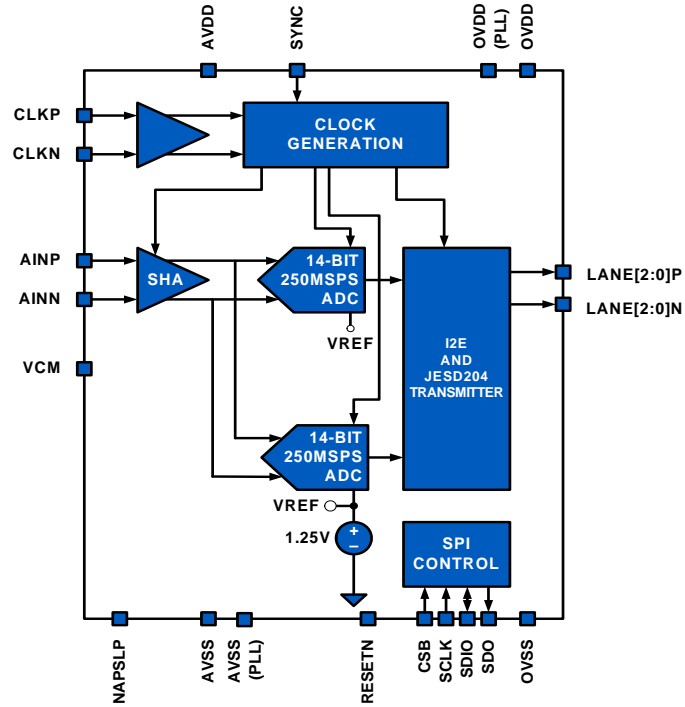 AVDD
SYNC
OVDD
(PLL)
OVDD
CLKP
CLKN
CLOCK
GENERATION
AINP
AINN
SHA
14-BIT
250MSPS
ADC
VREF
LANE[2:0]P
LANE[2:0]N
I2E
AND
JESD204
TRANSMITTER
VCM
14-BIT
250MSPS
ADC
VREF
1.25V
+
–
SPI
CONTROL
NAPSLP
AVSS
AVSS
(PLL)
RESETN
CSB
SCLK
SDIO
SDO
OVSS